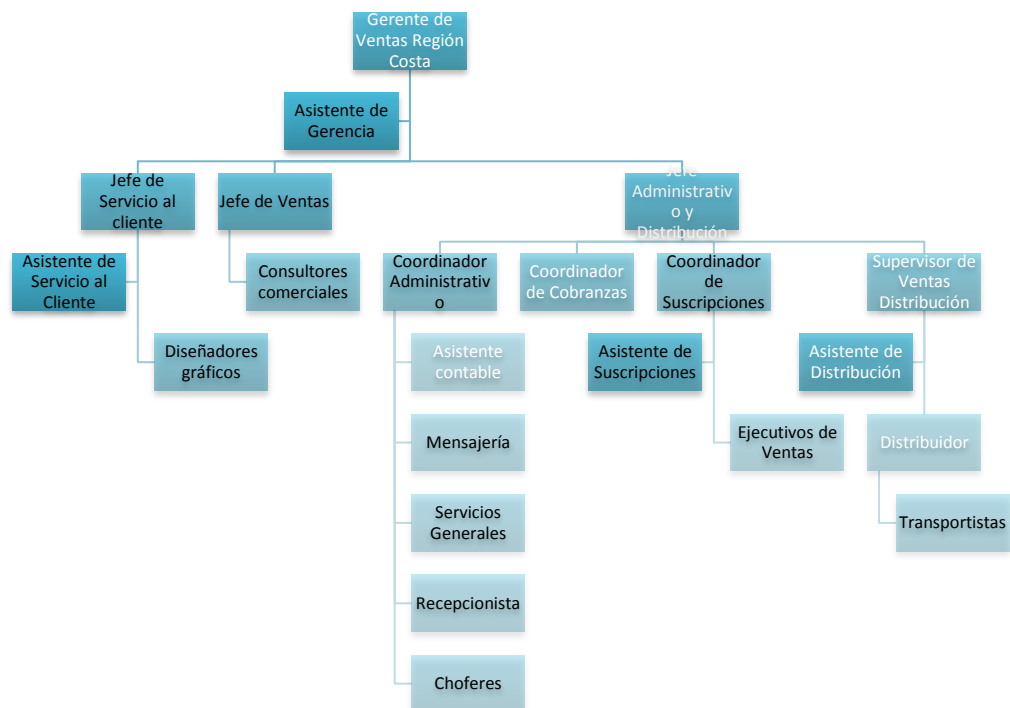 Gerente de
Ventas Región
Costa
Asistente de
Gerencia
Jefe de
Servicio al
cliente
Jefe de Ventas
Jefe
Administrativ
o y
Distribución
Asistente de
Servicio al
Cliente
Consultores
comerciales
Coordinador
Administrativ
o
Coordinador
de Cobranzas
Coordinador
de
Suscripciones
Supervisor de
Ventas
Distribución
Diseñadores
gráficos
Asistente
contable
Asistente de
Suscripciones
Asistente de
Distribución
Mensajería
Ejecutivos de
Ventas
Distribuidor
Servicios
Generales
Transportistas
Recepcionista
Choferes